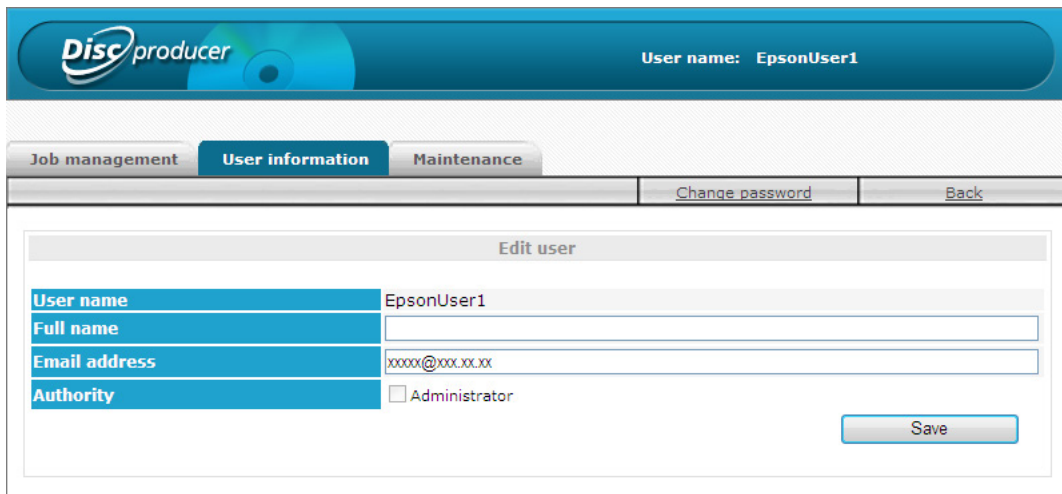 Disc producer
User name: EpsonUser1
Job management User information Maintenance
Change password Back
Edit user
User name EpsonUser1
Full name
Email address xxxxx@xxx.xx.xx
Authority Administrator
Save